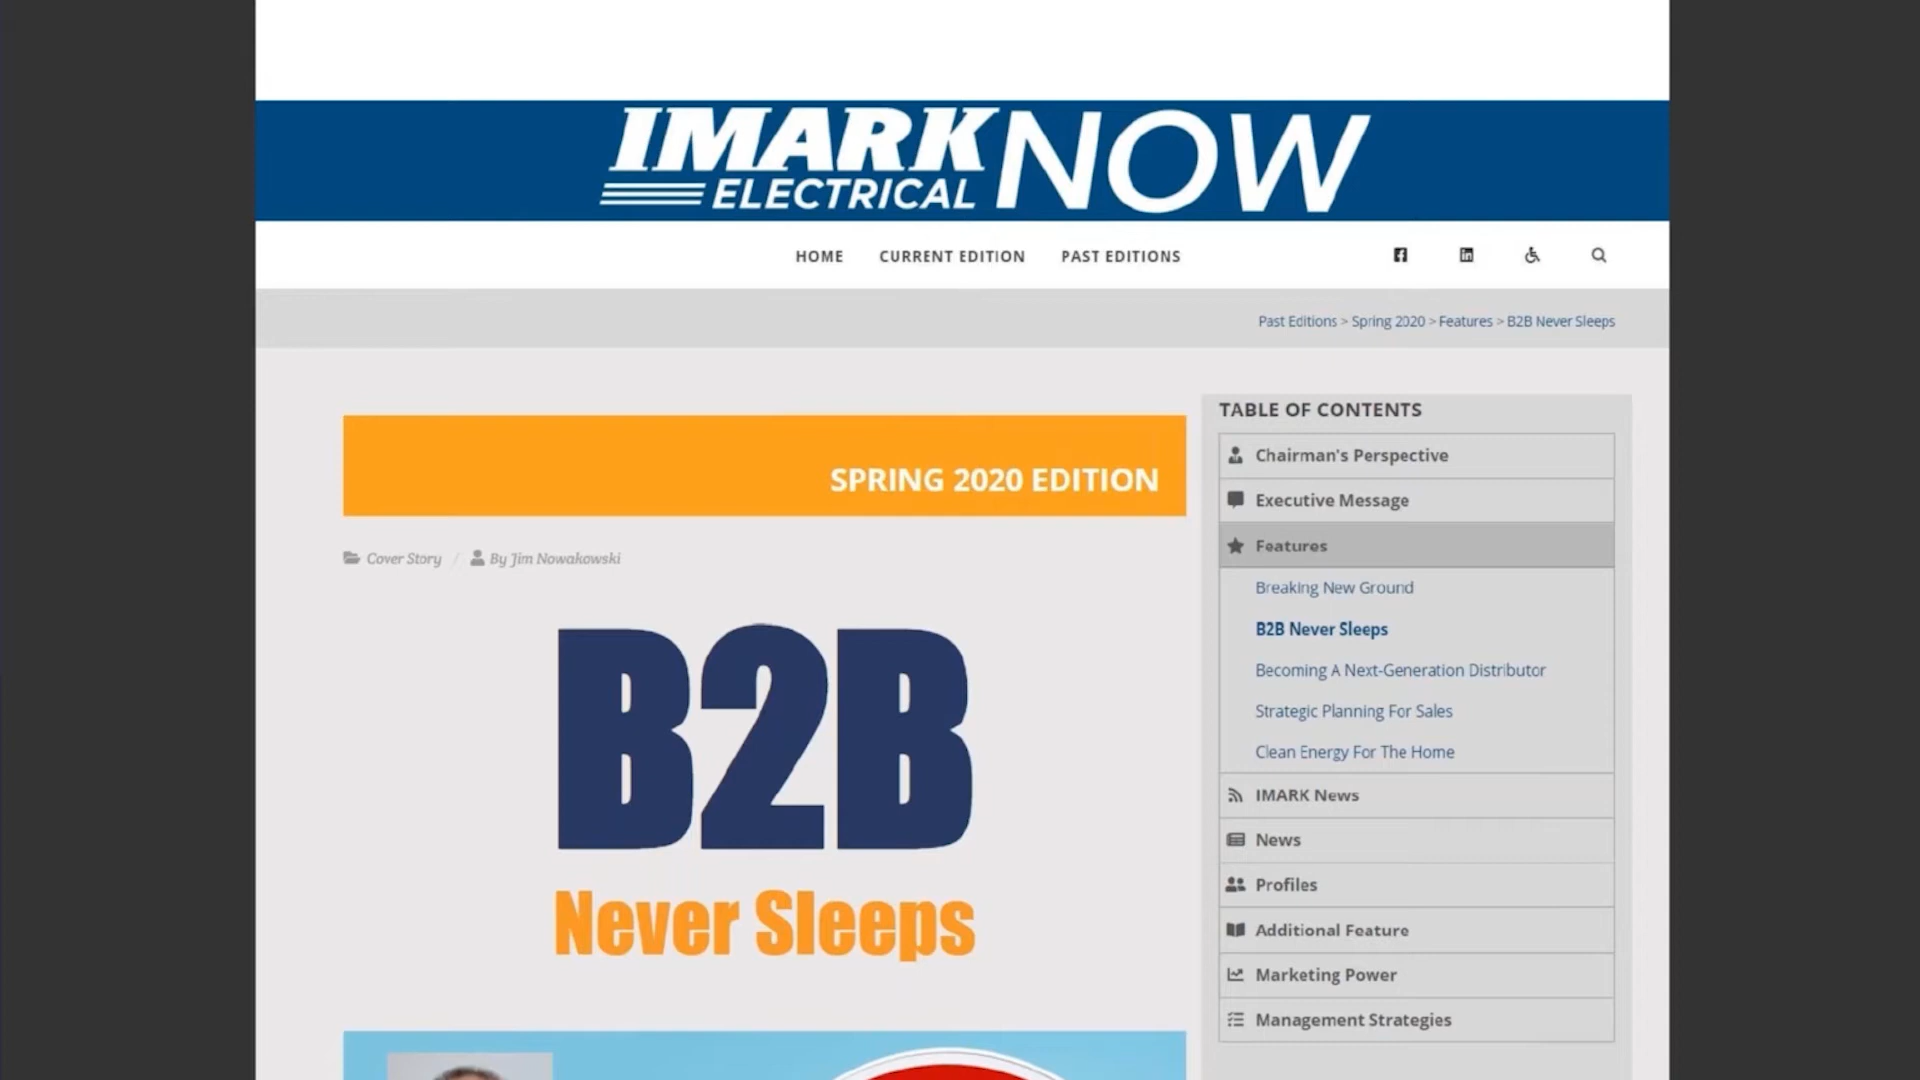 IMARK NOW
ELECTRICAL
HOME CURRENT EDITION PAST EDITIONS
Past Editions > Spring 2020 > Features > B2B Never Sleeps
SPRING 2020 EDITION
Cover Story / By Jim Nowakowski
B2B
Never Sleeps
TABLE OF CONTENTS
Chairman's Perspective
Executive Message
Features
Breaking New Ground
B2B Never Sleeps
Becoming A Next-Generation Distributor
Strategic Planning For Sales
Clean Energy For The Home
IMARK News
News
Profiles
Additional Feature
Marketing Power
Management Strategies